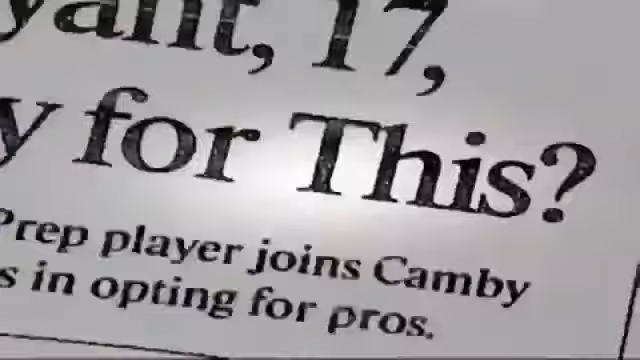 yant, 17,
y for This?
Prep player joins Camby
s in opting for pros.